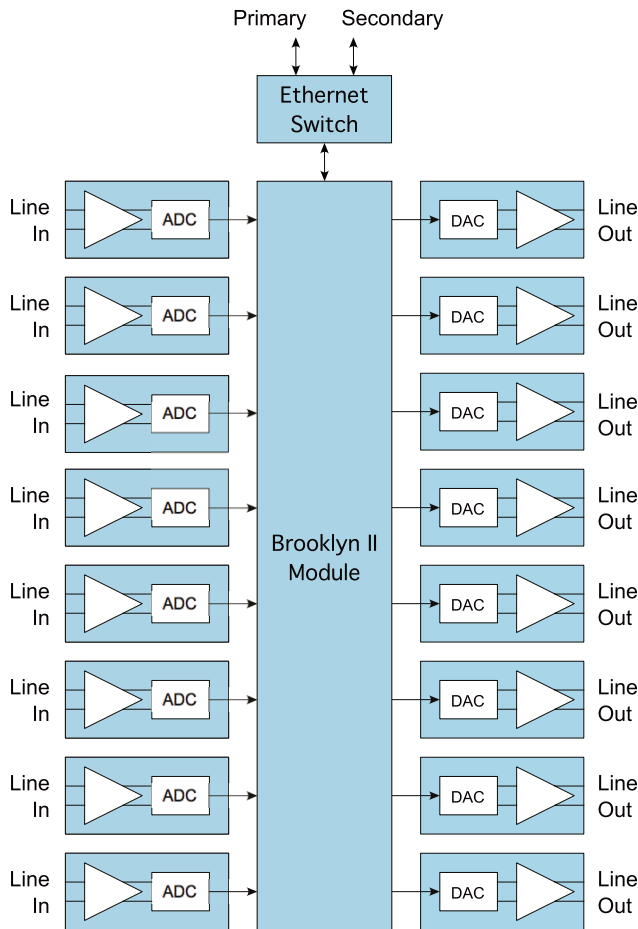 Primary Secondary
Ethernet
Switch
Line
In
ADC
DAC
Line
Out
Line
In
ADC
DAC
Line
Out
Line
In
ADC
DAC
Line
Out
Line
In
ADC
DAC
Line
Out
Brooklyn II
Module
Line
In
ADC
DAC
Line
Out
Line
In
ADC
DAC
Line
Out
Line
In
ADC
DAC
Line
Out
Line
In
ADC
DAC
Line
Out